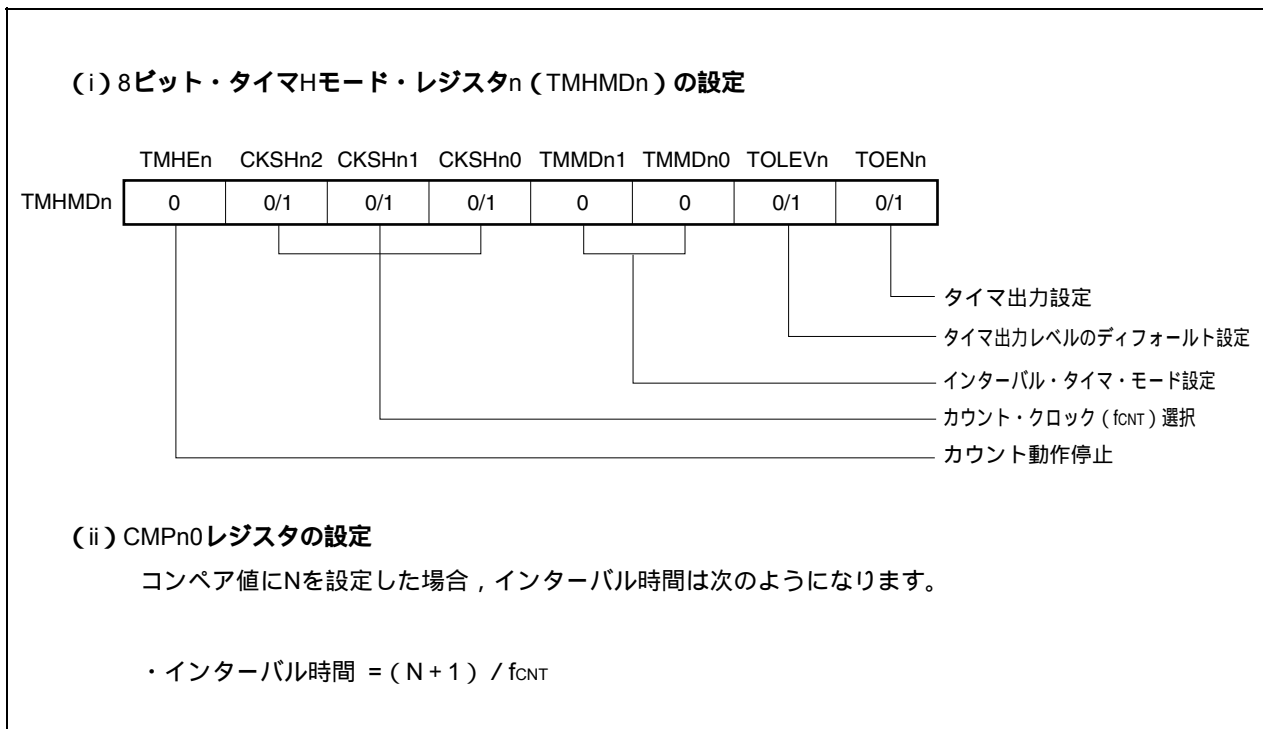 （i）8ビット・タイマHモード・レジスタn（TMHMDn）の設定
TMHEn CKSHn2 CKSHn1 CKSHn0 TMMDn1 TMMDn0 TOLEVn TOENn
TMHMDn 0 0/1 0/1 0/1 0 0 0/1 0/1
タイマ出力設定
タイマ出力レベルのディフォールト設定
インターバル・タイマ・モード設定
カウント・クロック（fCNT）選択
カウント動作停止
（ii）CMPn0レジスタの設定
コンペア値にNを設定した場合，インターバル時間は次のようになります。
・インターバル時間 =（N+1）/fCNT